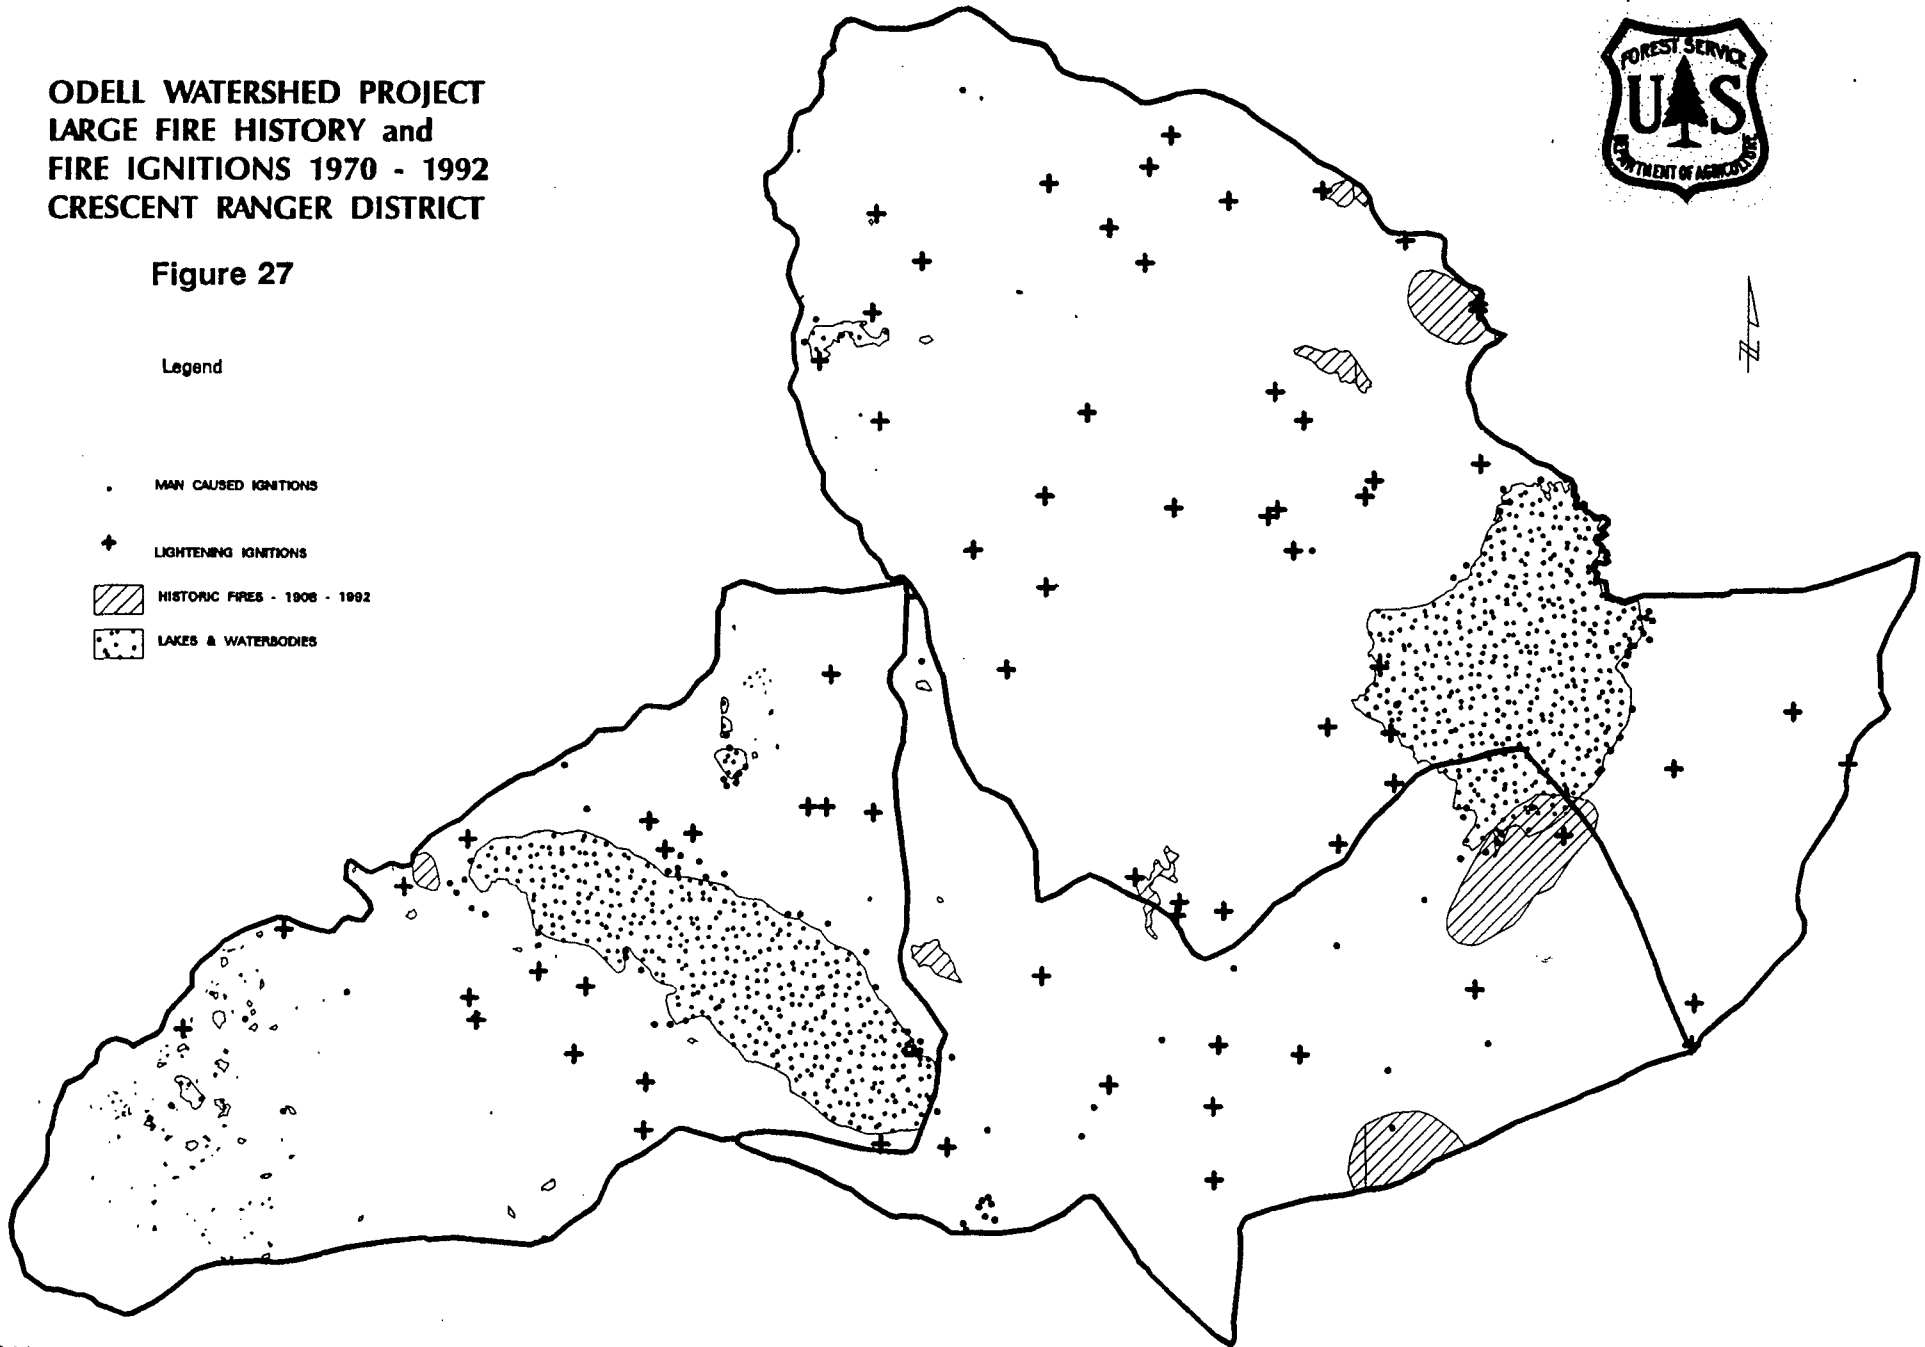 ODELL WATERSHED PROJECT
LARGE FIRE HISTORY and
FIRE IGNITIONS 1970 - 1992
CRESCENT RANGER DISTRICT
Figure 27
Legend
MAN CAUSED IGNITIONS
LIGHTENING IGNITIONS
HISTORIC FIRES - 1908 - 1992
LAKES & WATERBODIES
FOREST SERVICE
U S
DEPARTMENT OF AGRICULTURE
N